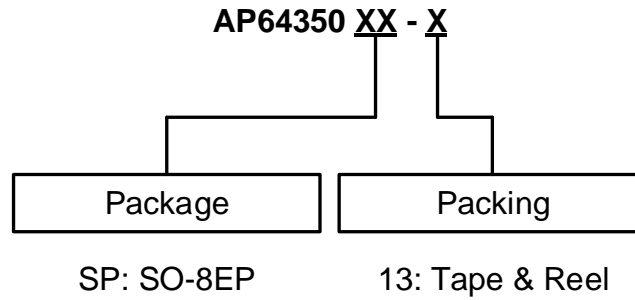 AP64350 XX - X
Package
Packing
SP: SO-8EP
13: Tape & Reel